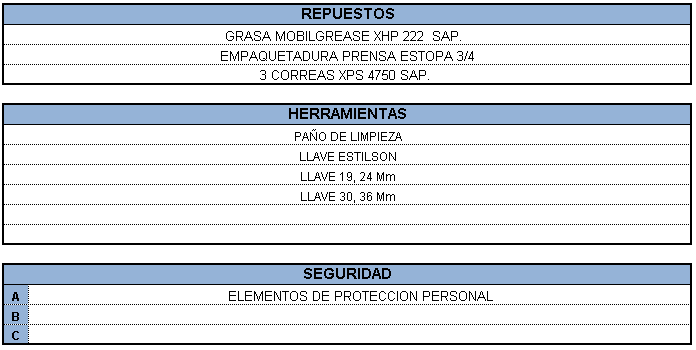 REPUESTOS
GRASA MOBILGREASE XHP 222 SAP.
EMPAQUETADURA PRENSA ESTOPA 3/4
3 CORREAS XPS 4750 SAP.
HERRAMIENTAS
PAÑO DE LIMPIEZA
LLAVE ESTILSON
LLAVE 19, 24 Mm
LLAVE 30, 36 Mm
SEGURIDAD
A ELEMENTOS DE PROTECCION PERSONAL
B
C